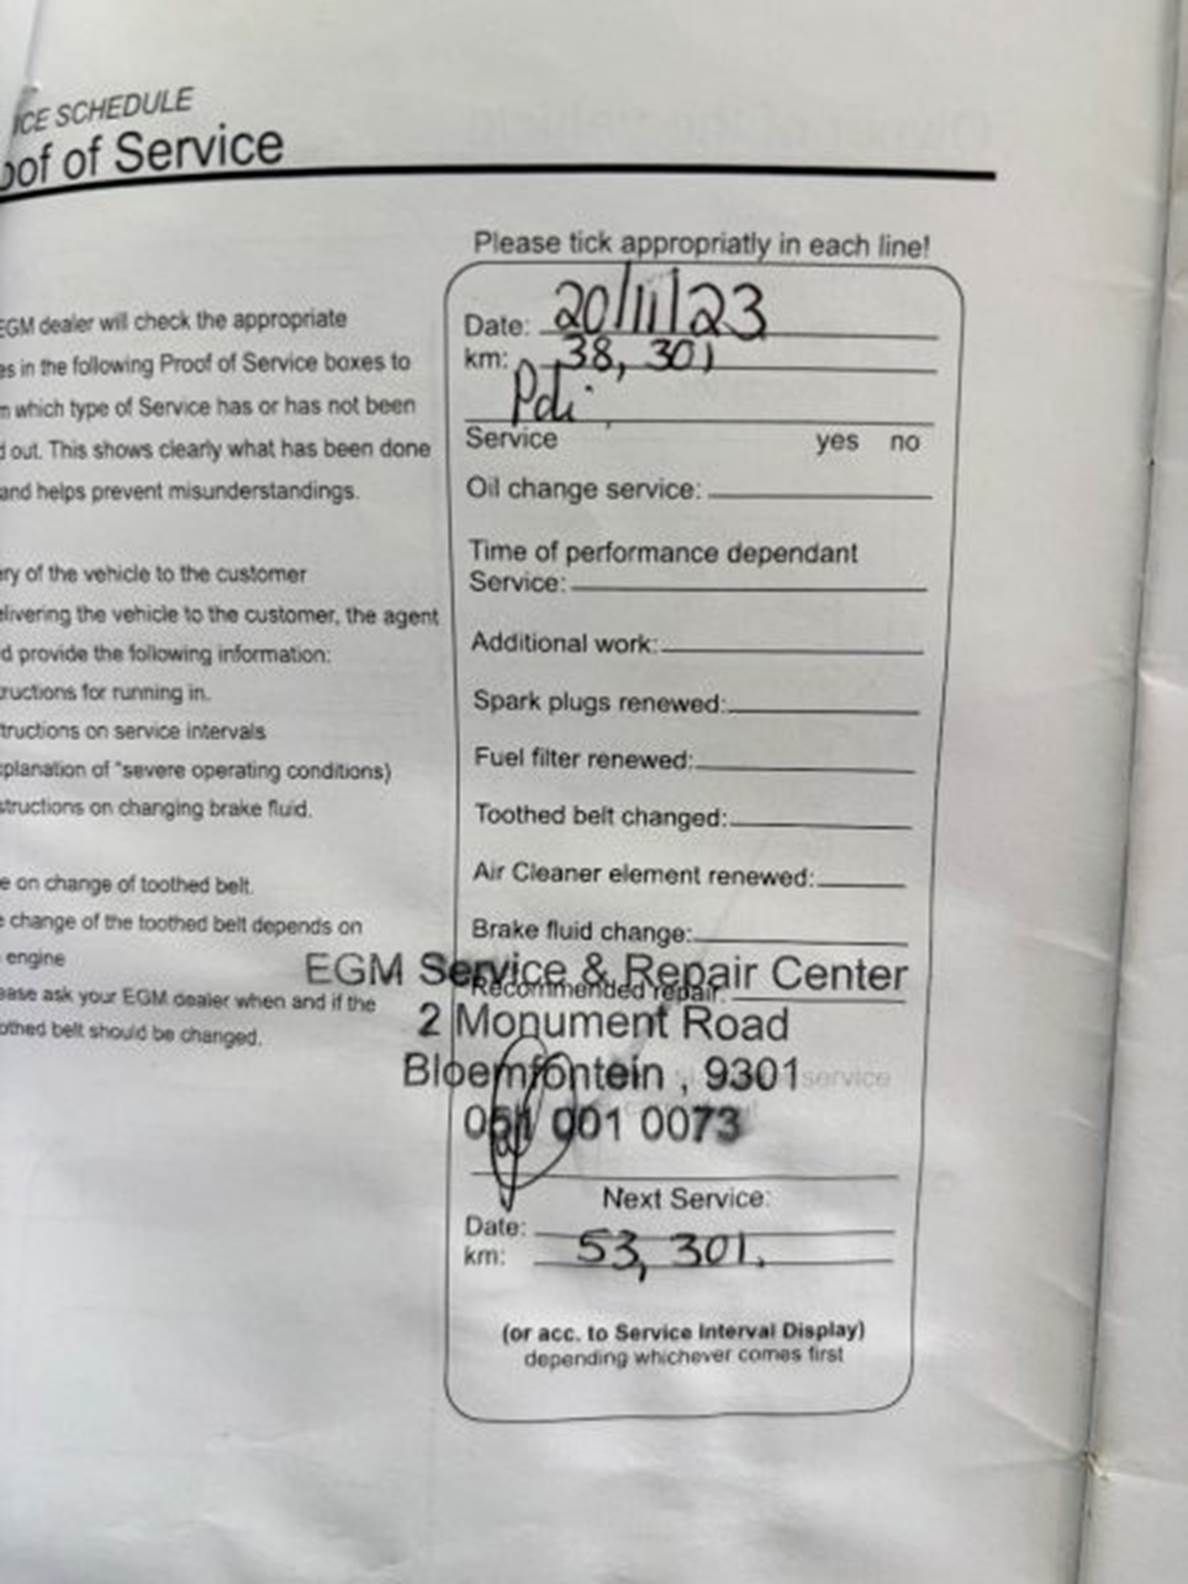 ICE SCHEDULE
oof of Service
EGM dealer will check the appropriate
es in the following Proof of Service boxes to
m which type of Service has or has not been
d out. This shows clearly what has been done
and helps prevent misunderstandings.
ery of the vehicle to the customer
elivering the vehicle to the customer, the agent
d provide the following information:
tructions for running in.
structions on service intervals
xplanation of "severe operating conditions)
structions on changing brake fluid.
e on change of toothed belt.
e change of the toothed belt depends on
engine
ease ask your EGM dealer when and if the
othed belt should be changed.
Please tick appropriatly in each line!
Date: 20/11/23
km: 38, 301
Pdi
Service yes no
Oil change service:
Time of performance dependant
Service:
Additional work:
Spark plugs renewed:
Fuel filter renewed:
Toothed belt changed:
Air Cleaner element renewed:
Brake fluid change:
Recommended repair:
EGM Service & Repair Center
2 Monument Road
Bloemfontein , 9301
service
051 001 0073
Next Service:
Date:
km: 53, 301.
(or acc. to Service Interval Display)
depending whichever comes first